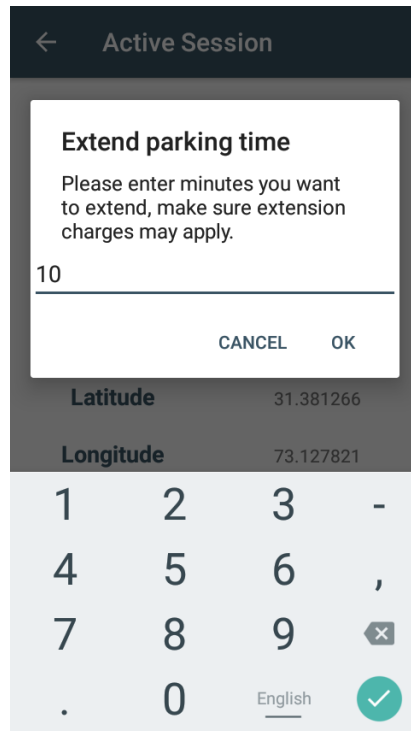 Active Session
Extend parking time
Please enter minutes you want
to extend, make sure extension
charges may apply.
10
CANCEL OK
Latitude 31.381266
Longitude 73.127821
1 2 3 -
4 5 6 ,
7 8 9
. 0 English